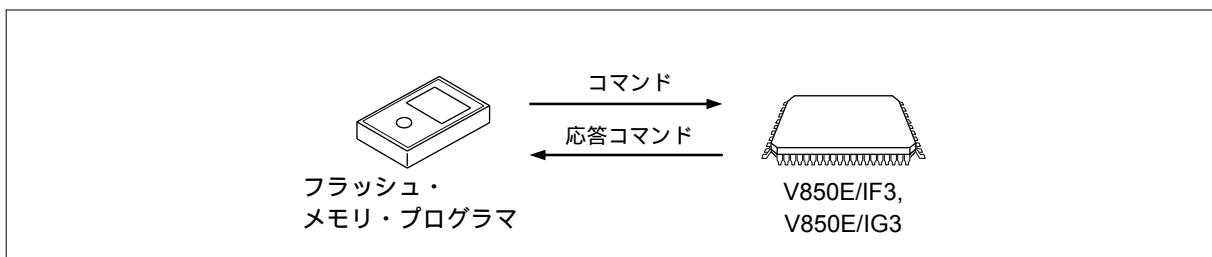 コマンド
応答コマンド
フラッシュ・
メモリ・プログラマ
V850E/IF3,
V850E/IG3